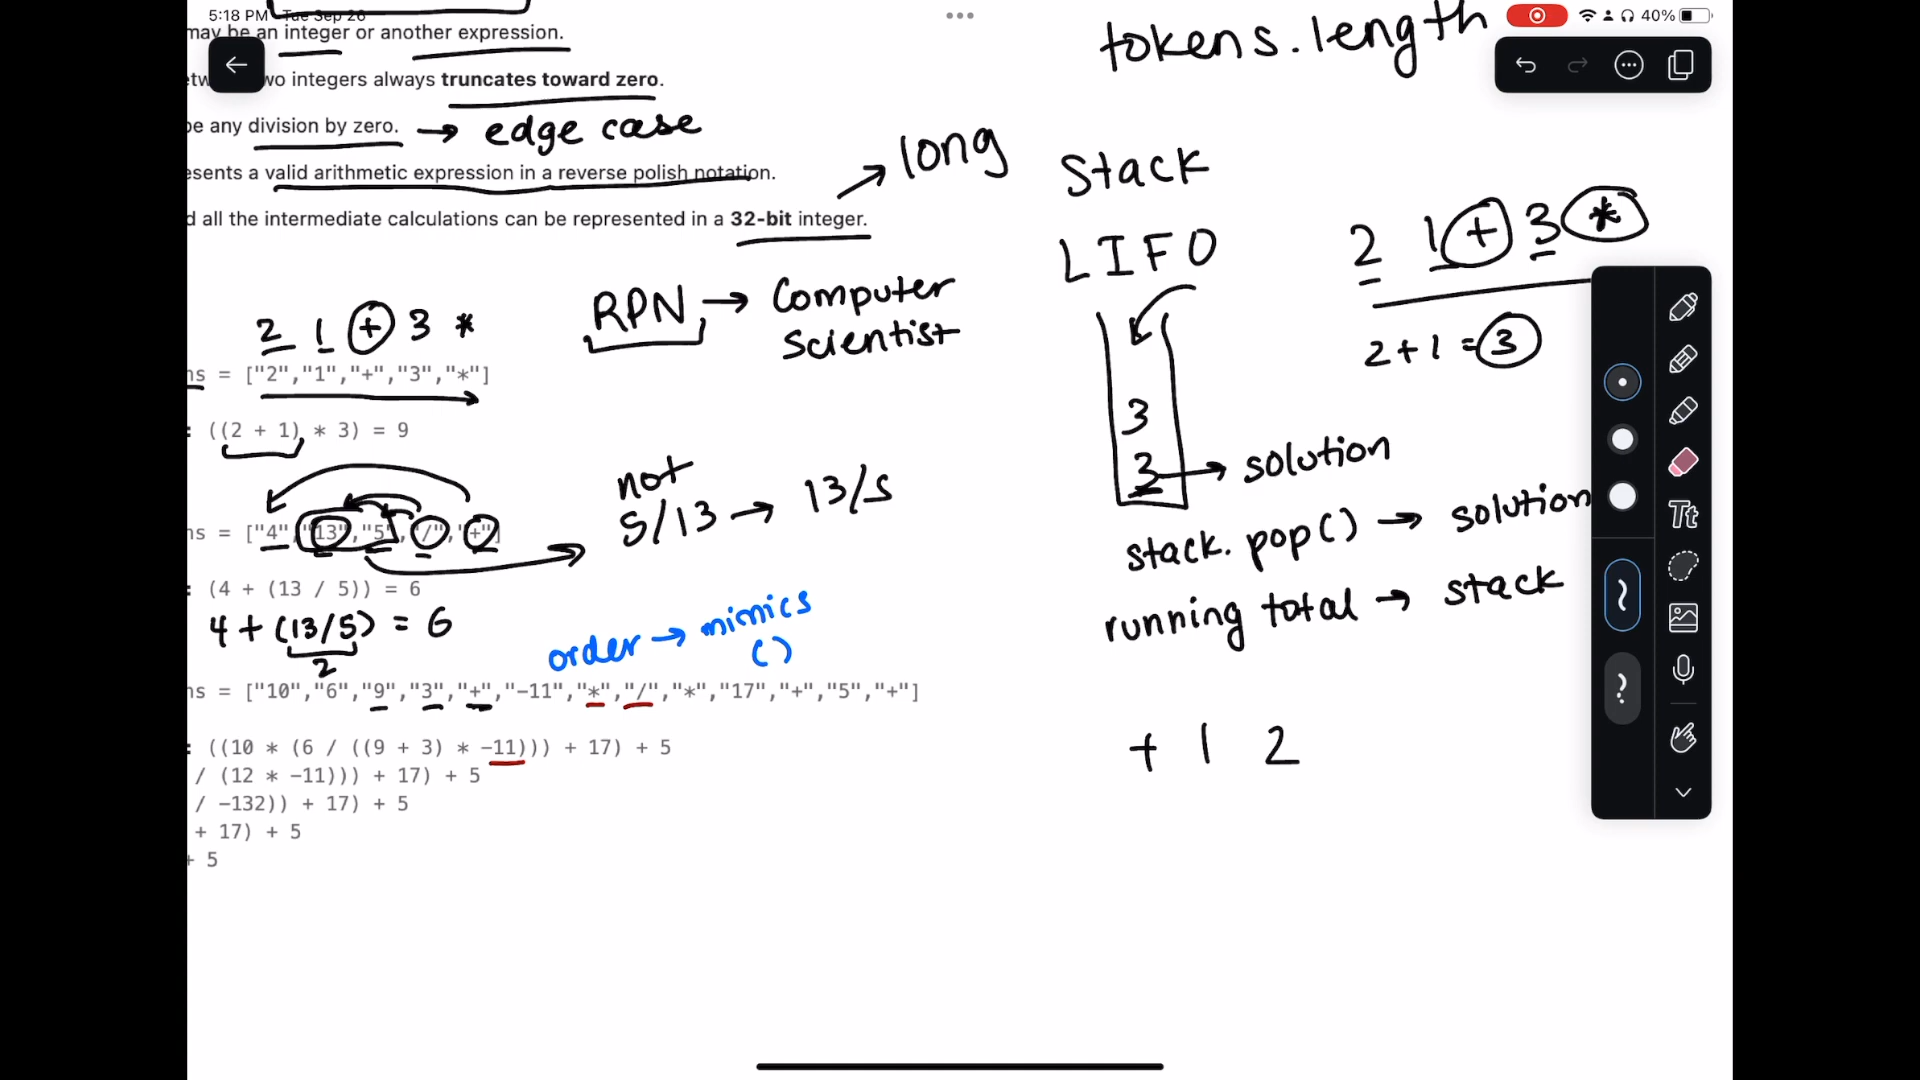 5:18 PM Tue Sep 26
40%
may be an integer or another expression.
wo integers always truncates toward zero.
be any division by zero. → edge case
esents a valid arithmetic expression in a reverse polish notation.
d all the intermediate calculations can be represented in a 32-bit integer.
→ long
2 1 + 3 *
RPN → Computer
Scientist
ns = ["2","1","+","3","*"]
: ((2 + 1) * 3) = 9
ns = ["4","13","5","/","+"]
not
5/13 → 13/5
: (4 + (13 / 5)) = 6
4 + (13/5) = 6
2
order → mimics
()
ns = ["10","6","9","3","+","-11","*","/","*","17","+","5","+"]
: ((10 * (6 / ((9 + 3) * -11))) + 17) + 5
/ (12 * -11))) + 17) + 5
/ -132)) + 17) + 5
+ 17) + 5
+ 5
tokens.length
Stack
LIFO
2 1 + 3 *
2 + 1 = 3
3
→ solution
stack.pop() → solution
running total → stack
+ 1 2
Tt